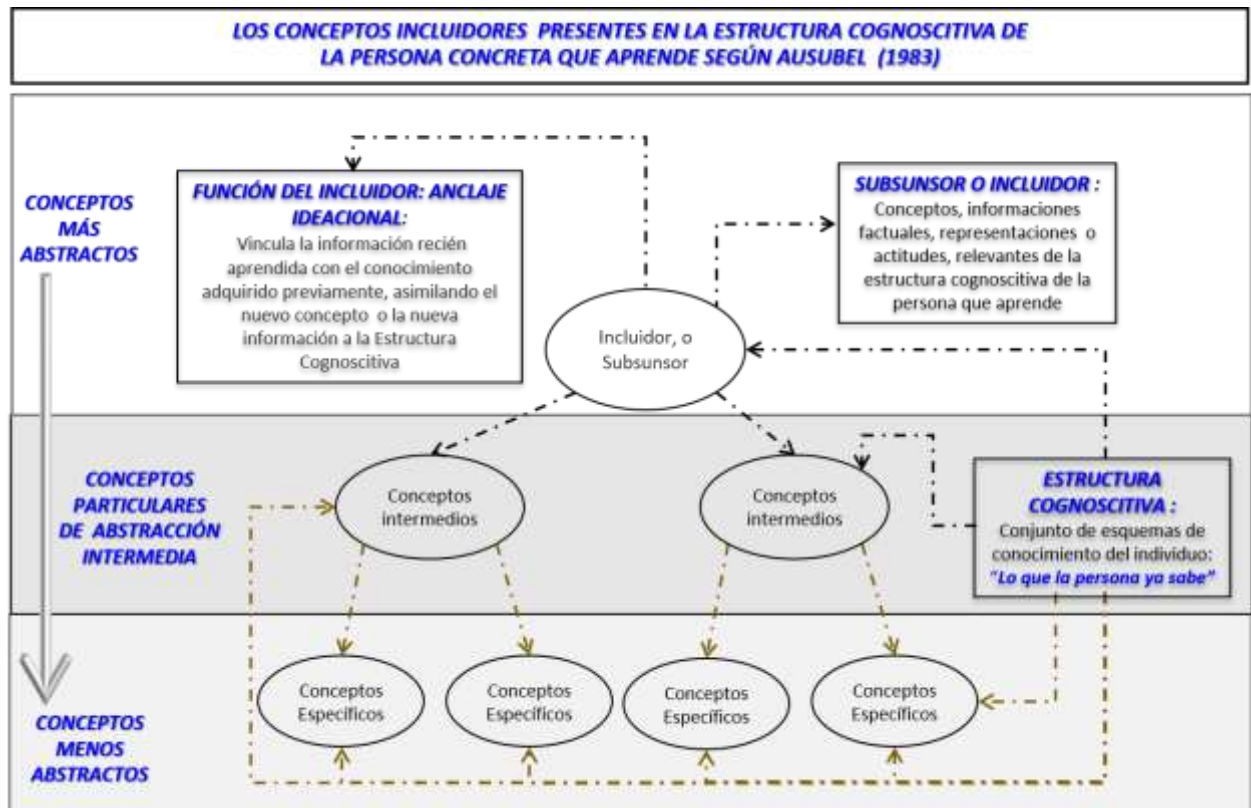 LOS CONCEPTOS INCLUIDORES PRESENTES EN LA ESTRUCTURA COGNOSCITIVA DE
LA PERSONA CONCRETA QUE APRENDE SEGÚN AUSUBEL (1983)
CONCEPTOS
MÁS
ABSTRACTOS
FUNCIÓN DEL INCLUIDOR: ANCLAJE
IDEACIONAL:
Vincula la información recién
aprendida con el conocimiento
adquirido previamente, asimilando el
nuevo concepto o la nueva
información a la Estructura
Cognoscitiva
SUBSUNSOR O INCLUIDOR :
Conceptos, informaciones
factuales, representaciones o
actitudes, relevantes de la
estructura cognoscitiva de la
persona que aprende
Incluidor, o
Subsunsor
CONCEPTOS
PARTICULARES
DE ABSTRACCIÓN
INTERMEDIA
Conceptos
intermedios
Conceptos
intermedios
ESTRUCTURA
COGNOSCITIVA :
Conjunto de esquemas de
conocimiento del individuo:
"Lo que la persona ya sabe"
CONCEPTOS
MENOS
ABSTRACTOS
Conceptos
Específicos
Conceptos
Específicos
Conceptos
Específicos
Conceptos
Específicos